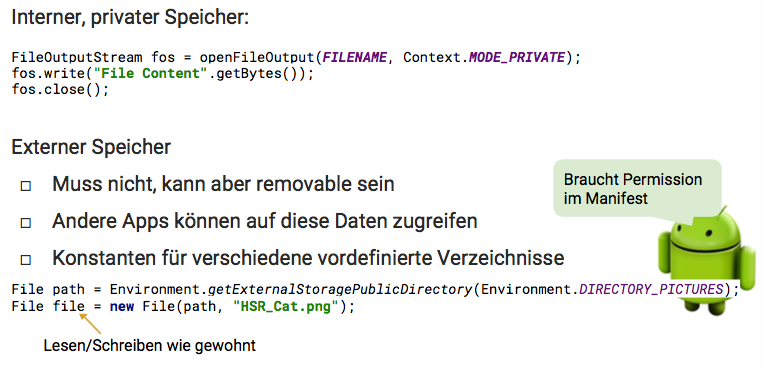 Interner, privater Speicher:
FileOutputStream fos = openFileOutput(FILENAME, Context.MODE_PRIVATE);
fos.write("File Content".getBytes());
fos.close();
Externer Speicher
Muss nicht, kann aber removable sein
Andere Apps können auf diese Daten zugreifen
Konstanten für verschiedene vordefinierte Verzeichnisse
Braucht Permission
im Manifest
File path = Environment.getExternalStoragePublicDirectory(Environment.DIRECTORY_PICTURES);
File file = new File(path, "HSR_Cat.png");
Lesen/Schreiben wie gewohnt